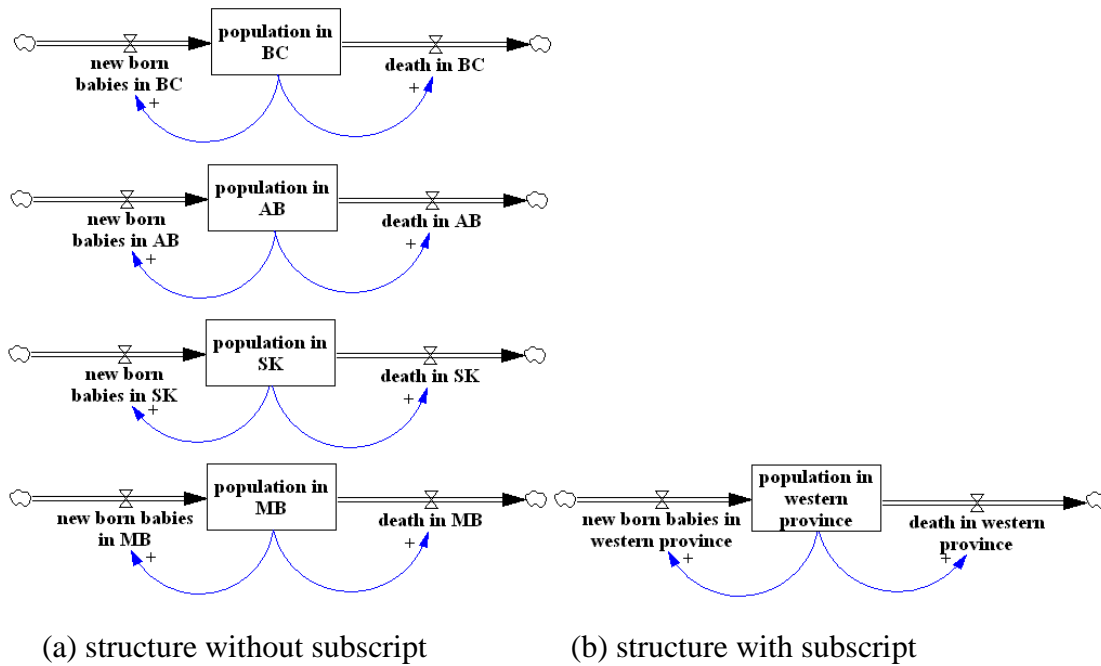 population in
BC
new born
babies in BC
+
death in BC
+
population in
AB
new born
babies in AB
+
death in AB
+
population in
SK
new born
babies in SK
+
death in SK
+
population in
MB
new born babies
in MB
+
death in MB
+
population in
western
province
new born babies in
western province
+
death in western
province
+
(a) structure without subscript
(b) structure with subscript